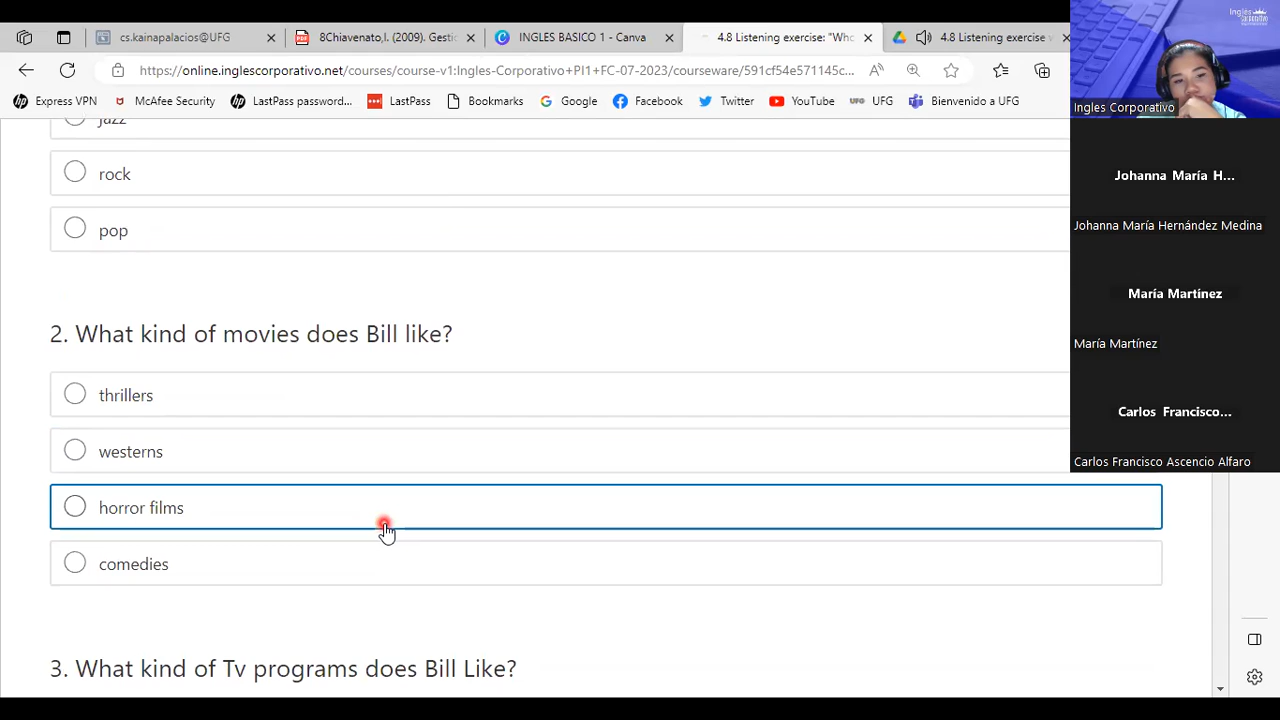 cs.kainapalacios@UFG
8Chiavenato,I. (2009). Gestic
INGLES BASICO 1 - Canva
4.8 Listening exercise: "Who
4.8 Listening exercise v
https://online.inglescorporativo.net/courses/course-v1:Ingles-Corporativo+PI1+FC-07-2023/courseware/591cf54e571145c...
Express VPN
McAfee Security
LastPass password...
LastPass
Bookmarks
Google
Facebook
Twitter
YouTube
UFG
Bienvenido a UFG
Ingles Corporativo
jazz
rock
pop
2. What kind of movies does Bill like?
thrillers
westerns
horror films
comedies
3. What kind of Tv programs does Bill Like?
Johanna María H...
Johanna María Hernández Medina
María Martínez
María Martínez
Carlos Francisco...
Carlos Francisco Ascencio Alfaro